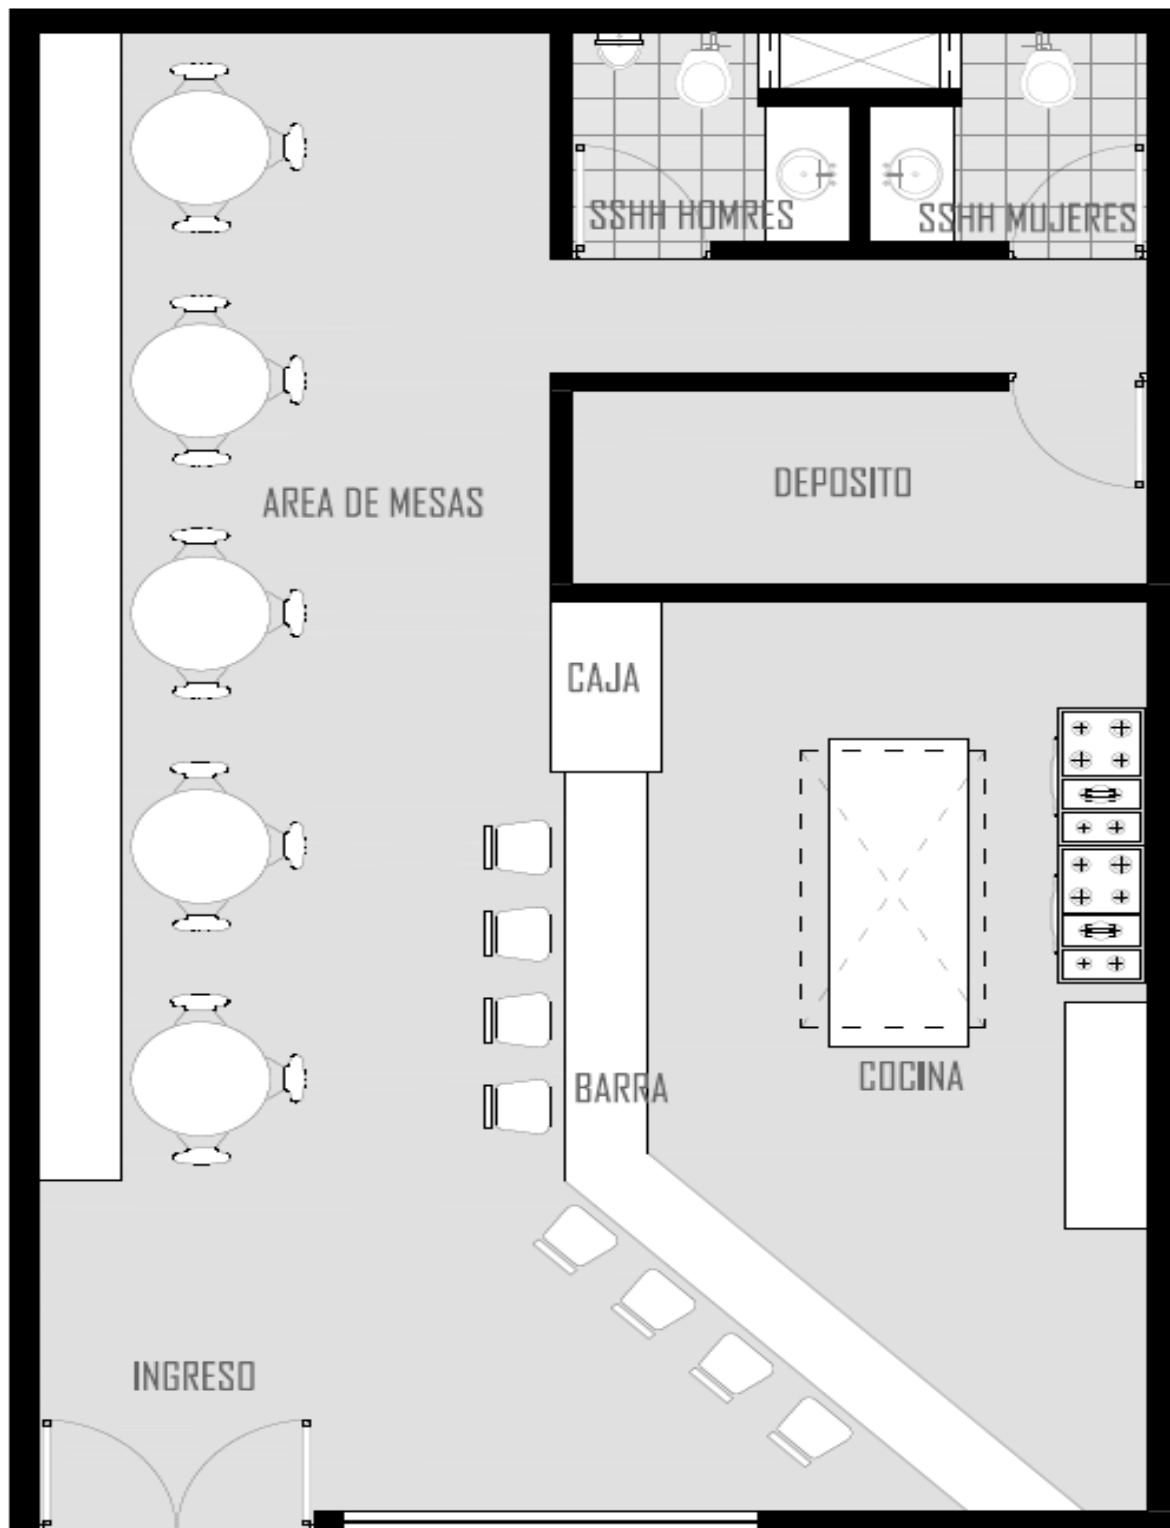 SSHH HOMRES
SSHH MUJERES
DEPOSITO
AREA DE MESAS
CAJA
COCINA
BARRA
INGRESO